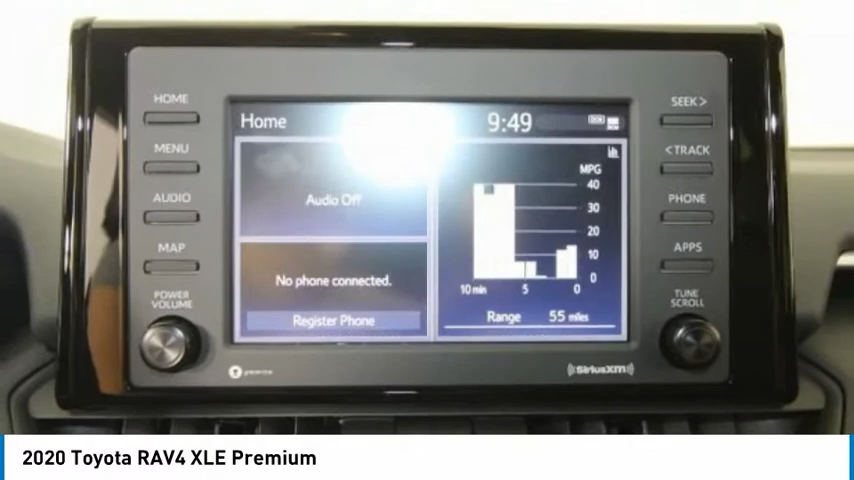 HOME
MENU
AUDIO
MAP
POWER
VOLUME
Home
9:49
Audio Off
No phone connected.
Register Phone
MPG
40
30
20
10
0
10 min 5 0
Range 55 miles
SEEK>
<TRACK
PHONE
APPS
TUNE
SCROLL
SiriusXM
2020 Toyota RAV4 XLE Premium